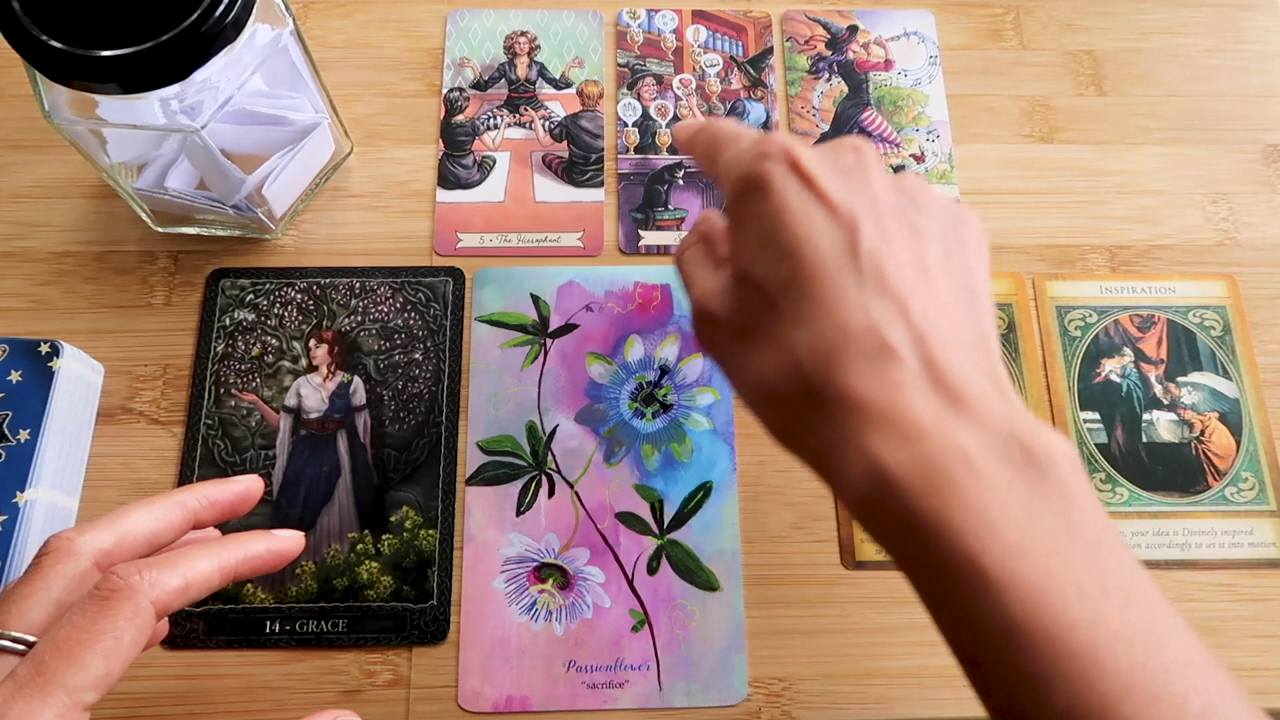 5 • The Hierophant
INSPIRATION
your idea is Divinely inspired.
accordingly to set it into motion
14 - GRACE
Passionflower
"sacrifice"